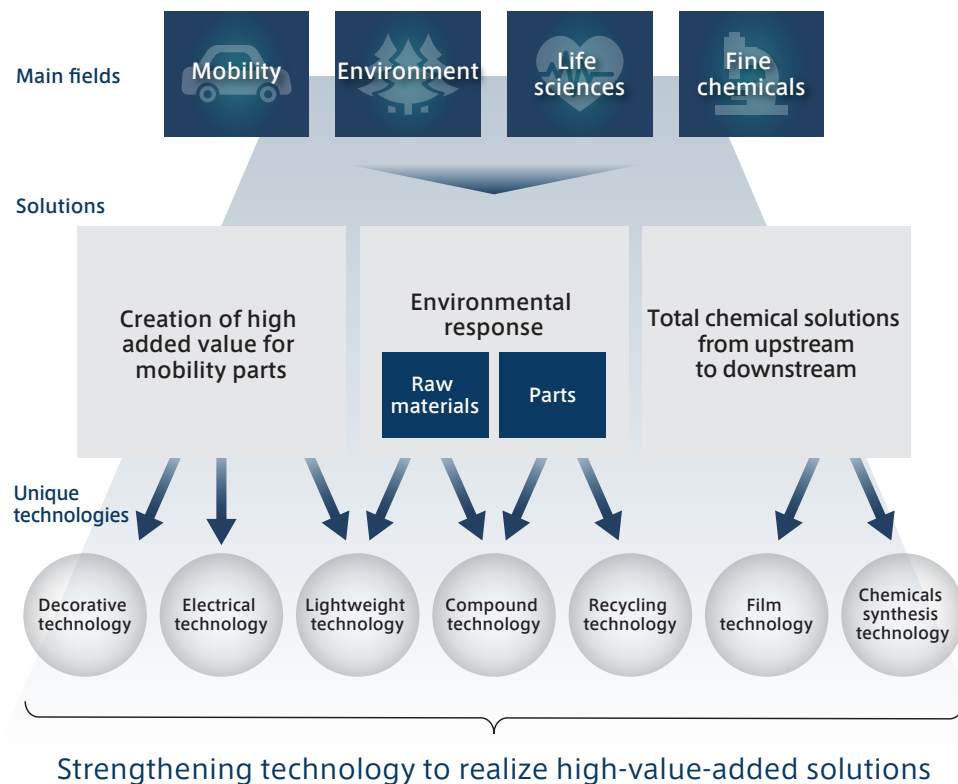 Main fields
Mobility
Environment
Life
sciences
Fine
chemicals
Solutions
Creation of high
added value for
mobility parts
Environmental
response
Raw
materials
Parts
Total chemical solutions
from upstream
to downstream
Unique
technologies
Decorative
technology
Electrical
technology
Lightweight
technology
Compound
technology
Recycling
technology
Film
technology
Chemicals
synthesis
technology
Strengthening technology to realize high-value-added solutions